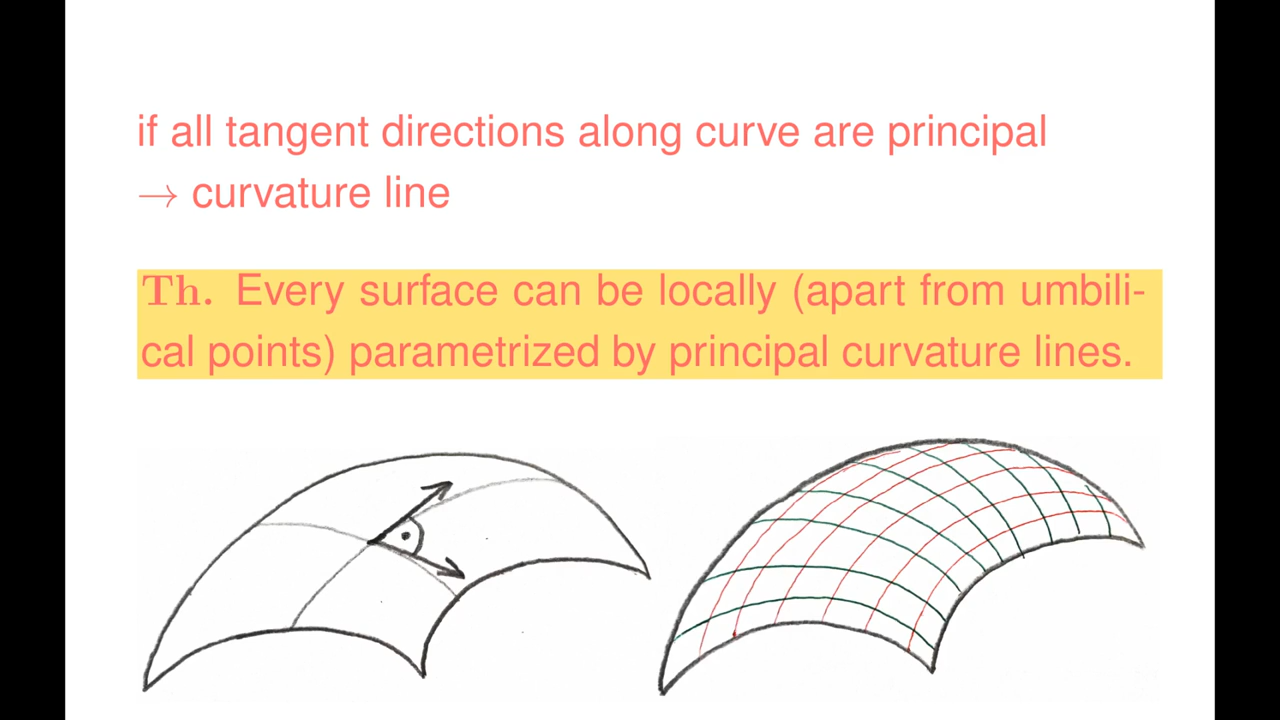 if all tangent directions along curve are principal
→ curvature line
Th. Every surface can be locally (apart from umbili-
cal points) parametrized by principal curvature lines.